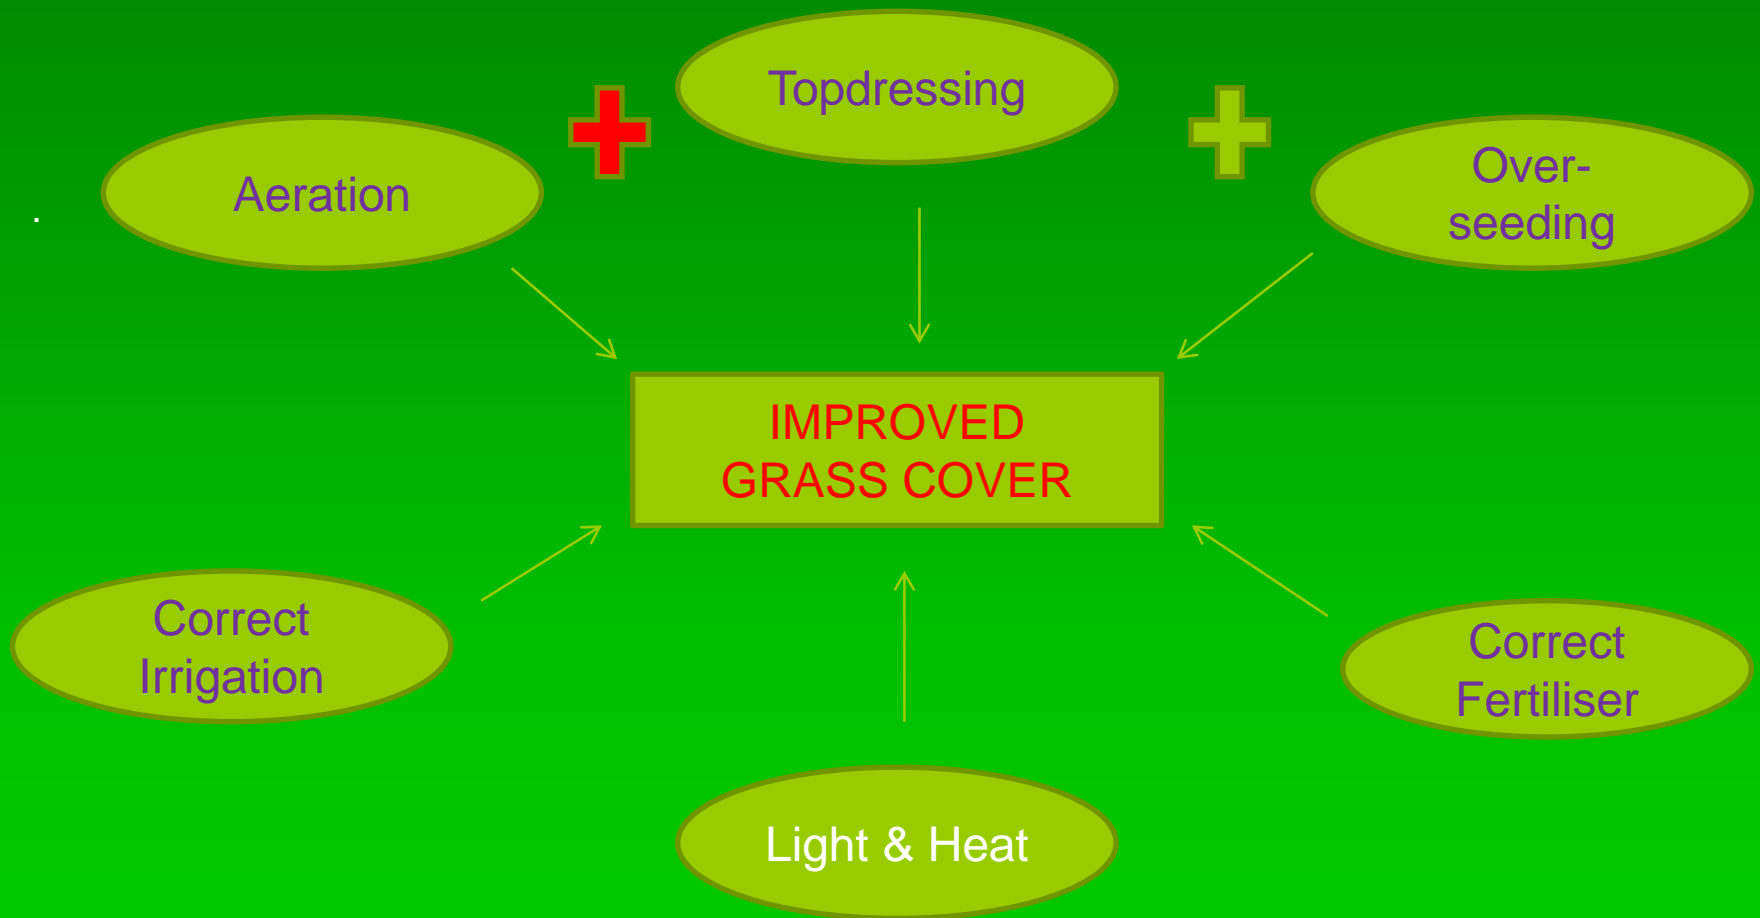 Topdressing
Aeration
Over-
seeding
.
IMPROVED
GRASS COVER
Correct
Irrigation
Correct
Fertiliser
Light & Heat